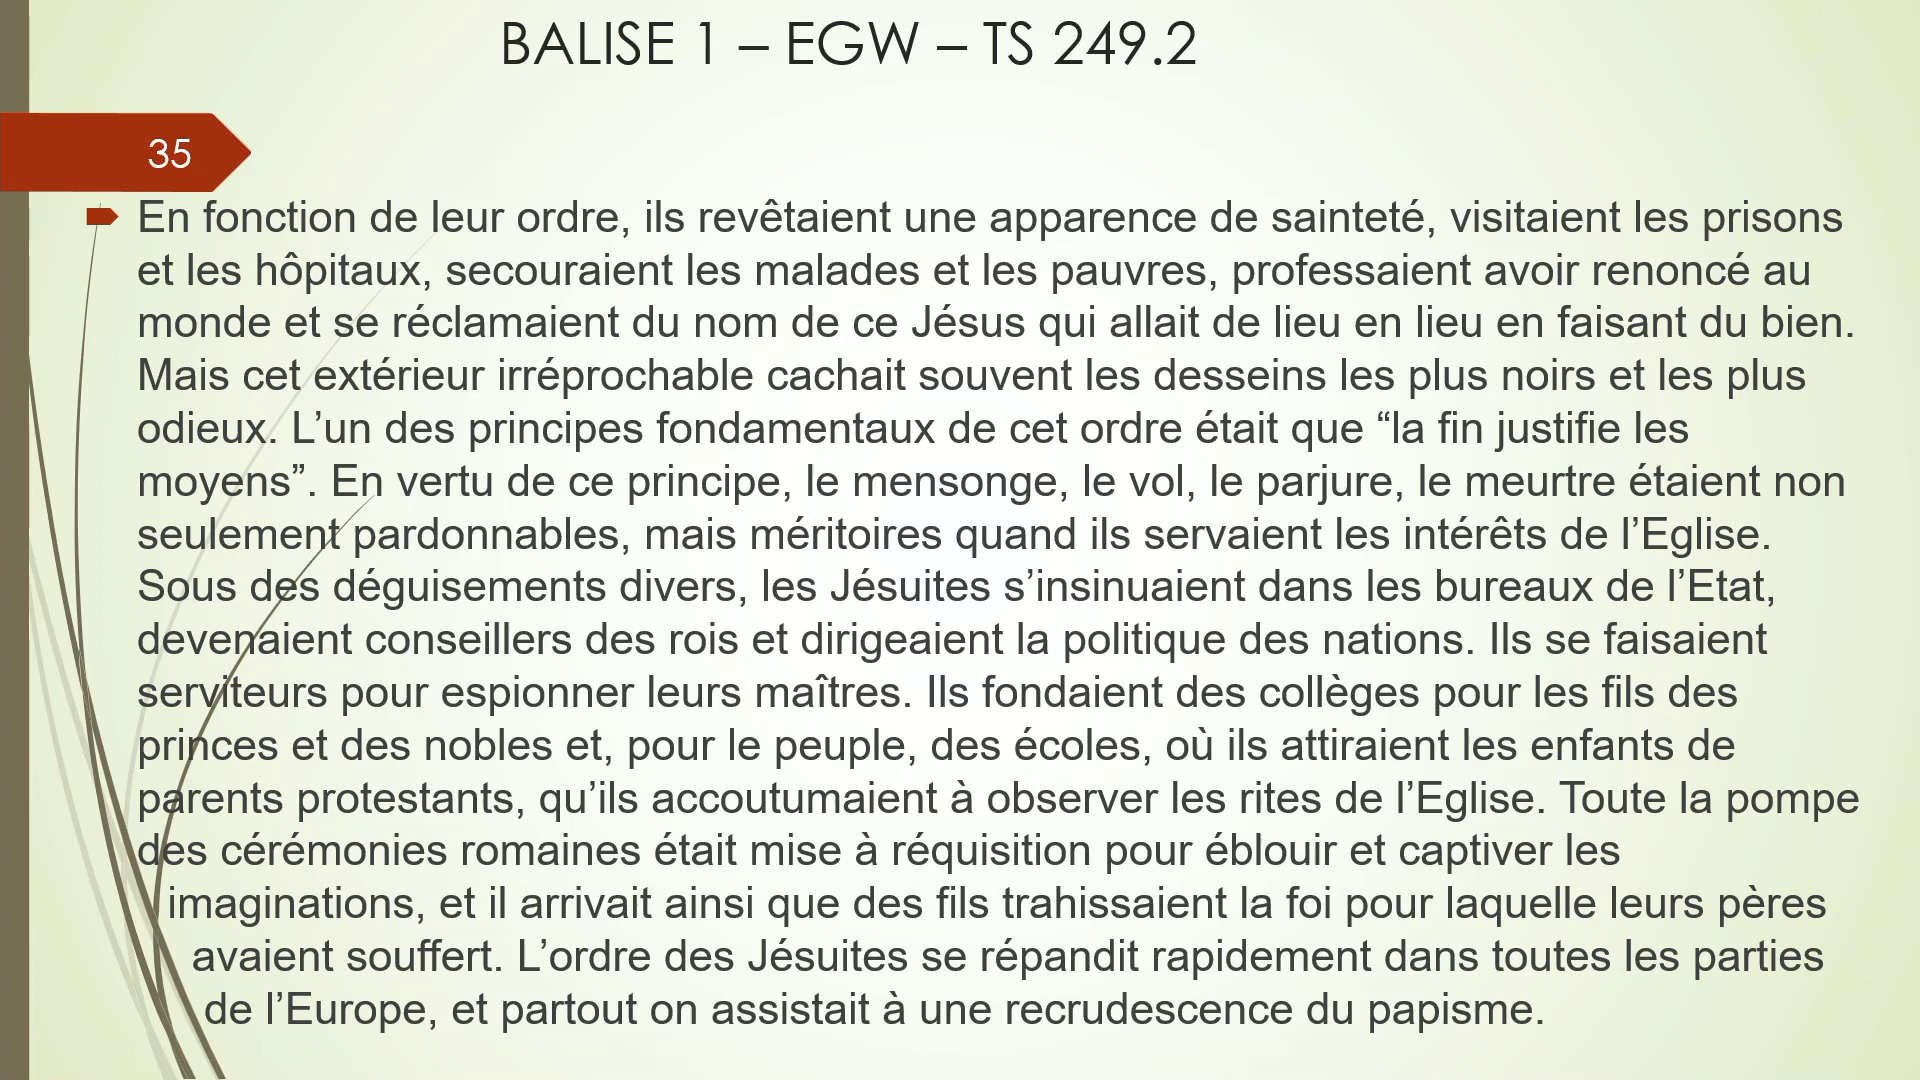 BALISE 1 – EGW – TS 249.2
35
En fonction de leur ordre, ils revêtaient une apparence de sainteté, visitaient les prisons
et les hôpitaux, secouraient les malades et les pauvres, professaient avoir renoncé au
monde et se réclamaient du nom de ce Jésus qui allait de lieu en lieu en faisant du bien.
Mais cet extérieur irréprochable cachait souvent les desseins les plus noirs et les plus
odieux. L’un des principes fondamentaux de cet ordre était que “la fin justifie les
moyens”. En vertu de ce principe, le mensonge, le vol, le parjure, le meurtre étaient non
seulement pardonnables, mais méritoires quand ils servaient les intérêts de l’Eglise.
Sous des déguisements divers, les Jésuites s’insinuaient dans les bureaux de l’Etat,
devenaient conseillers des rois et dirigeaient la politique des nations. Ils se faisaient
serviteurs pour espionner leurs maîtres. Ils fondaient des collèges pour les fils des
princes et des nobles et, pour le peuple, des écoles, où ils attiraient les enfants de
parents protestants, qu’ils accoutumaient à observer les rites de l’Eglise. Toute la pompe
des cérémonies romaines était mise à réquisition pour éblouir et captiver les
imaginations, et il arrivait ainsi que des fils trahissaient la foi pour laquelle leurs pères
avaient souffert. L’ordre des Jésuites se répandit rapidement dans toutes les parties
de l’Europe, et partout on assistait à une recrudescence du papisme.